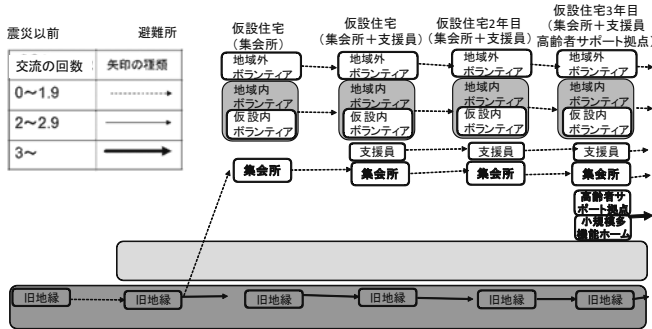 震災以前
避難所
仮設住宅
（集会所）
仮設住宅
（集会所＋支援員）
仮設住宅2年目
（集会所＋支援員）
仮設住宅3年目
（集会所＋支援員
高齢者サポート拠点）
交流の回数
矢印の種類
0〜1.9
2〜2.9
3〜
地域外
ボランティア
地域外
ボランティア
地域外
ボランティア
地域外
ボランティア
地域内
ボランティア
仮設内
ボランティア
地域内
ボランティア
仮設内
ボランティア
地域内
ボランティア
仮設内
ボランティア
地域内
ボランティア
仮設内
ボランティア
支援員
支援員
支援員
集会所
集会所
集会所
集会所
高齢者サ
ポート拠点
小規模多
機能ホーム
旧地縁
旧地縁
旧地縁
旧地縁
旧地縁
旧地縁